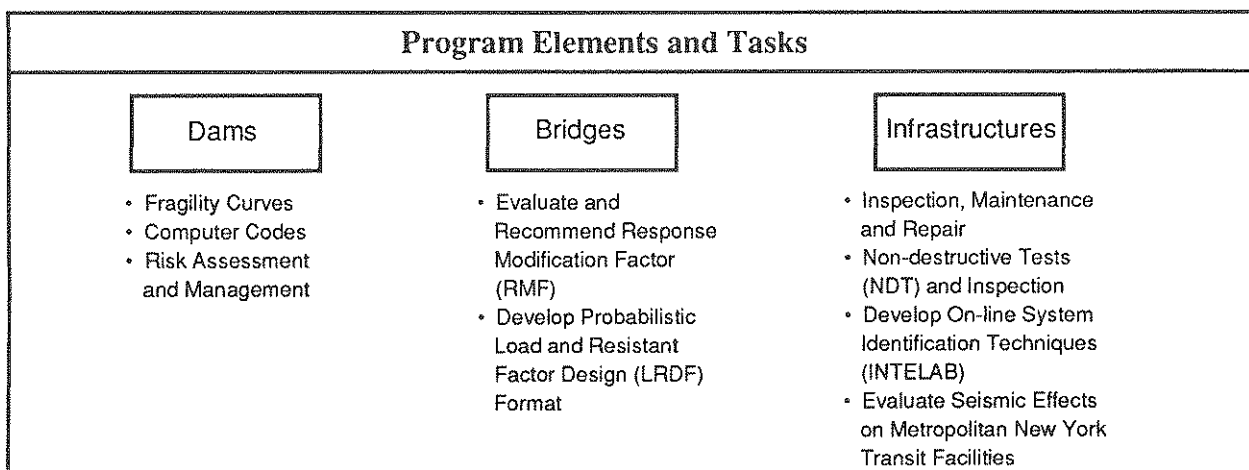 Program Elements and Tasks
Dams
• Fragility Curves
• Computer Codes
• Risk Assessment
and Management
Bridges
• Evaluate and
Recommend Response
Modification Factor
(RMF)
• Develop Probabilistic
Load and Resistant
Factor Design (LRDF)
Format
Infrastructures
• Inspection, Maintenance
and Repair
• Non-destructive Tests
(NDT) and Inspection
• Develop On-line System
Identification Techniques
(INTELAB)
• Evaluate Seismic Effects
on Metropolitan New York
Transit Facilities